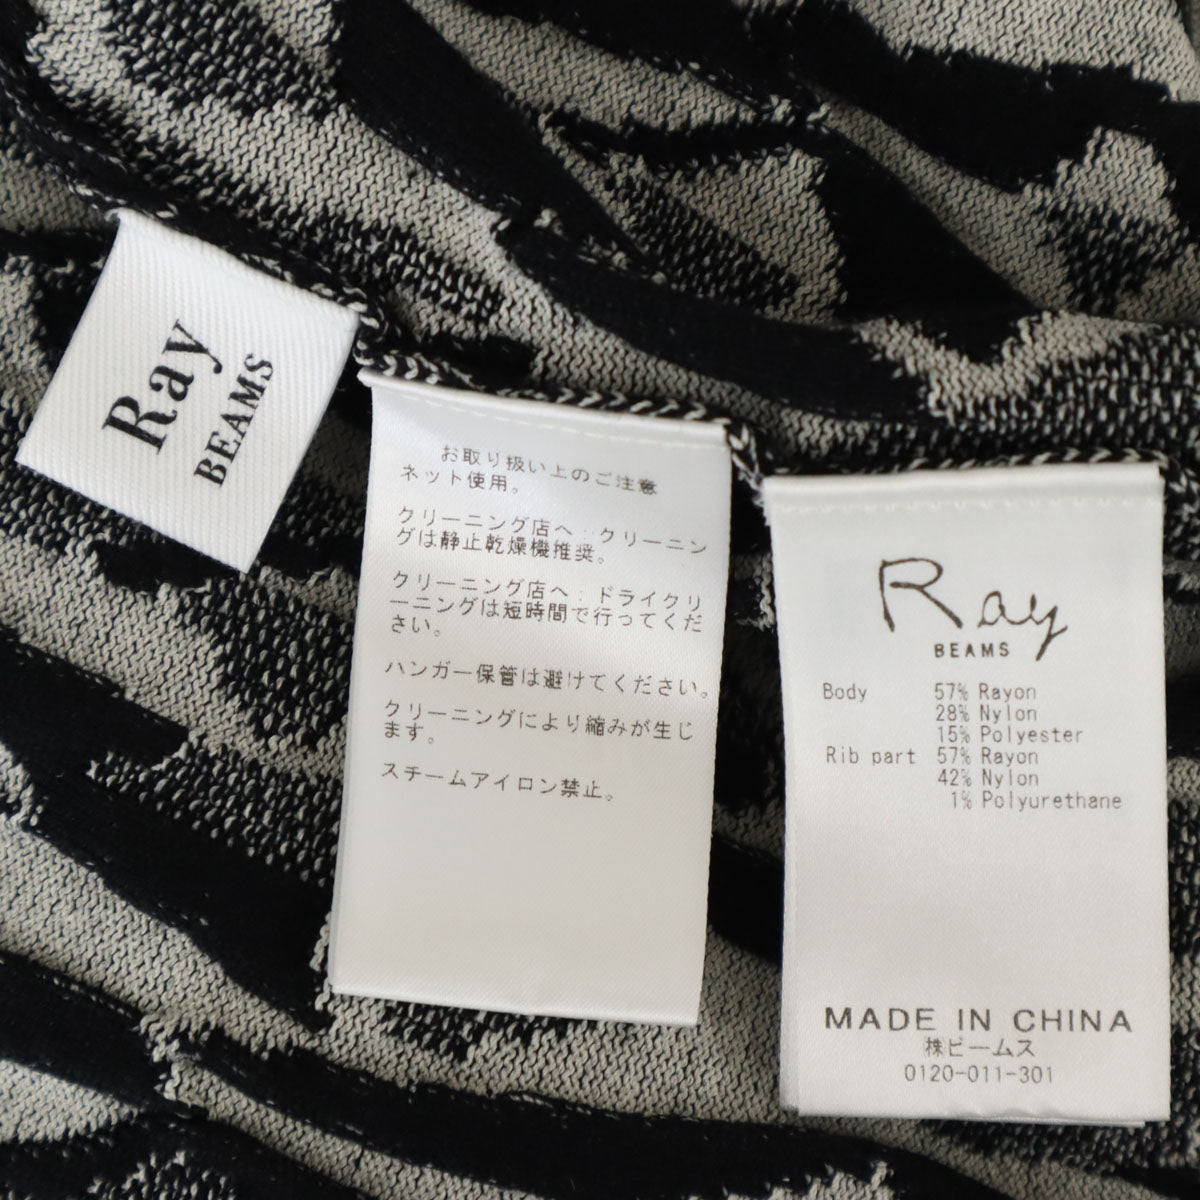 Ray
BEAMS
お取り扱い上のご注意
ネット使用。
クリーニング店へ：クリーニン
グは静止乾燥機推奨。
クリーニング店へ：ドライクリ
ーニングは短時間で行ってくだ
さい。
ハンガー保管は避けてください。
クリーニングにより縮みが生じ
ます。
スチームアイロン禁止。
Ray
BEAMS
Body 57% Rayon
28% Nylon
15% Polyester
Rib part 57% Rayon
42% Nylon
1% Polyurethane
MADE IN CHINA
株ビームス
0120-011-301